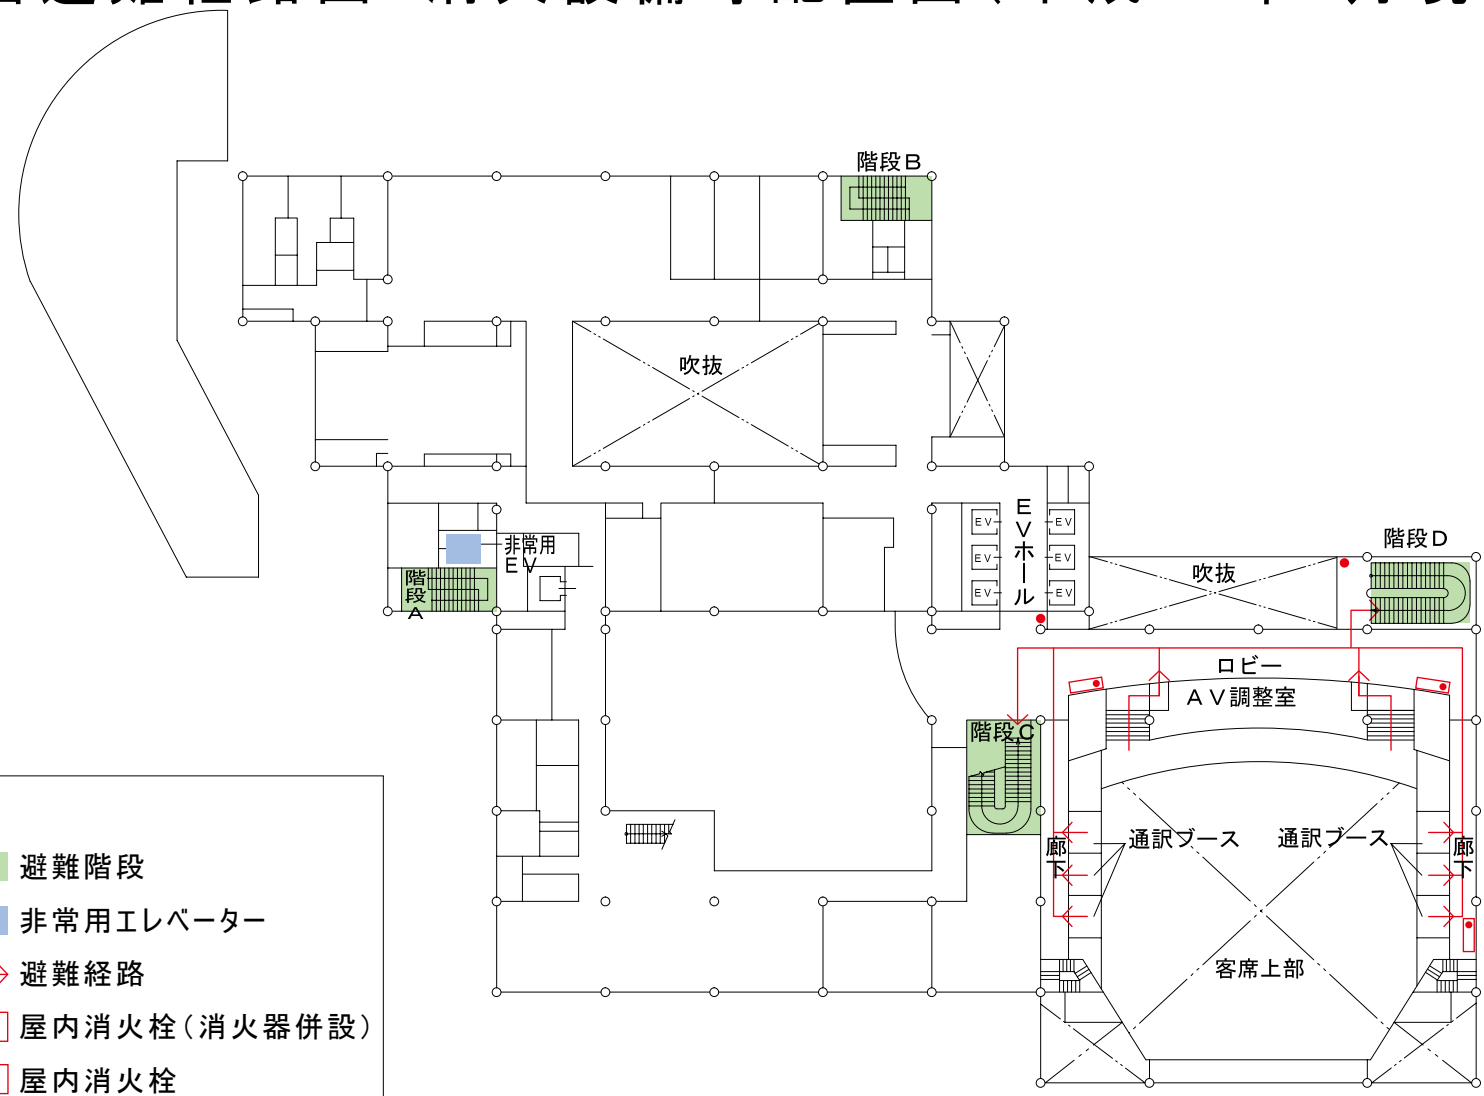 階段B
吹抜
非常用
EV
階
段
A
EVホール
EV
EV
EV
EV
EV
EV
階段D
吹抜
ロビー
AV調整室
階段C
廊下
通訳ブース
通訳ブース
廊下
客席上部
避難階段
非常用エレベーター
避難経路
屋内消火栓(消火器併設)
屋内消火栓